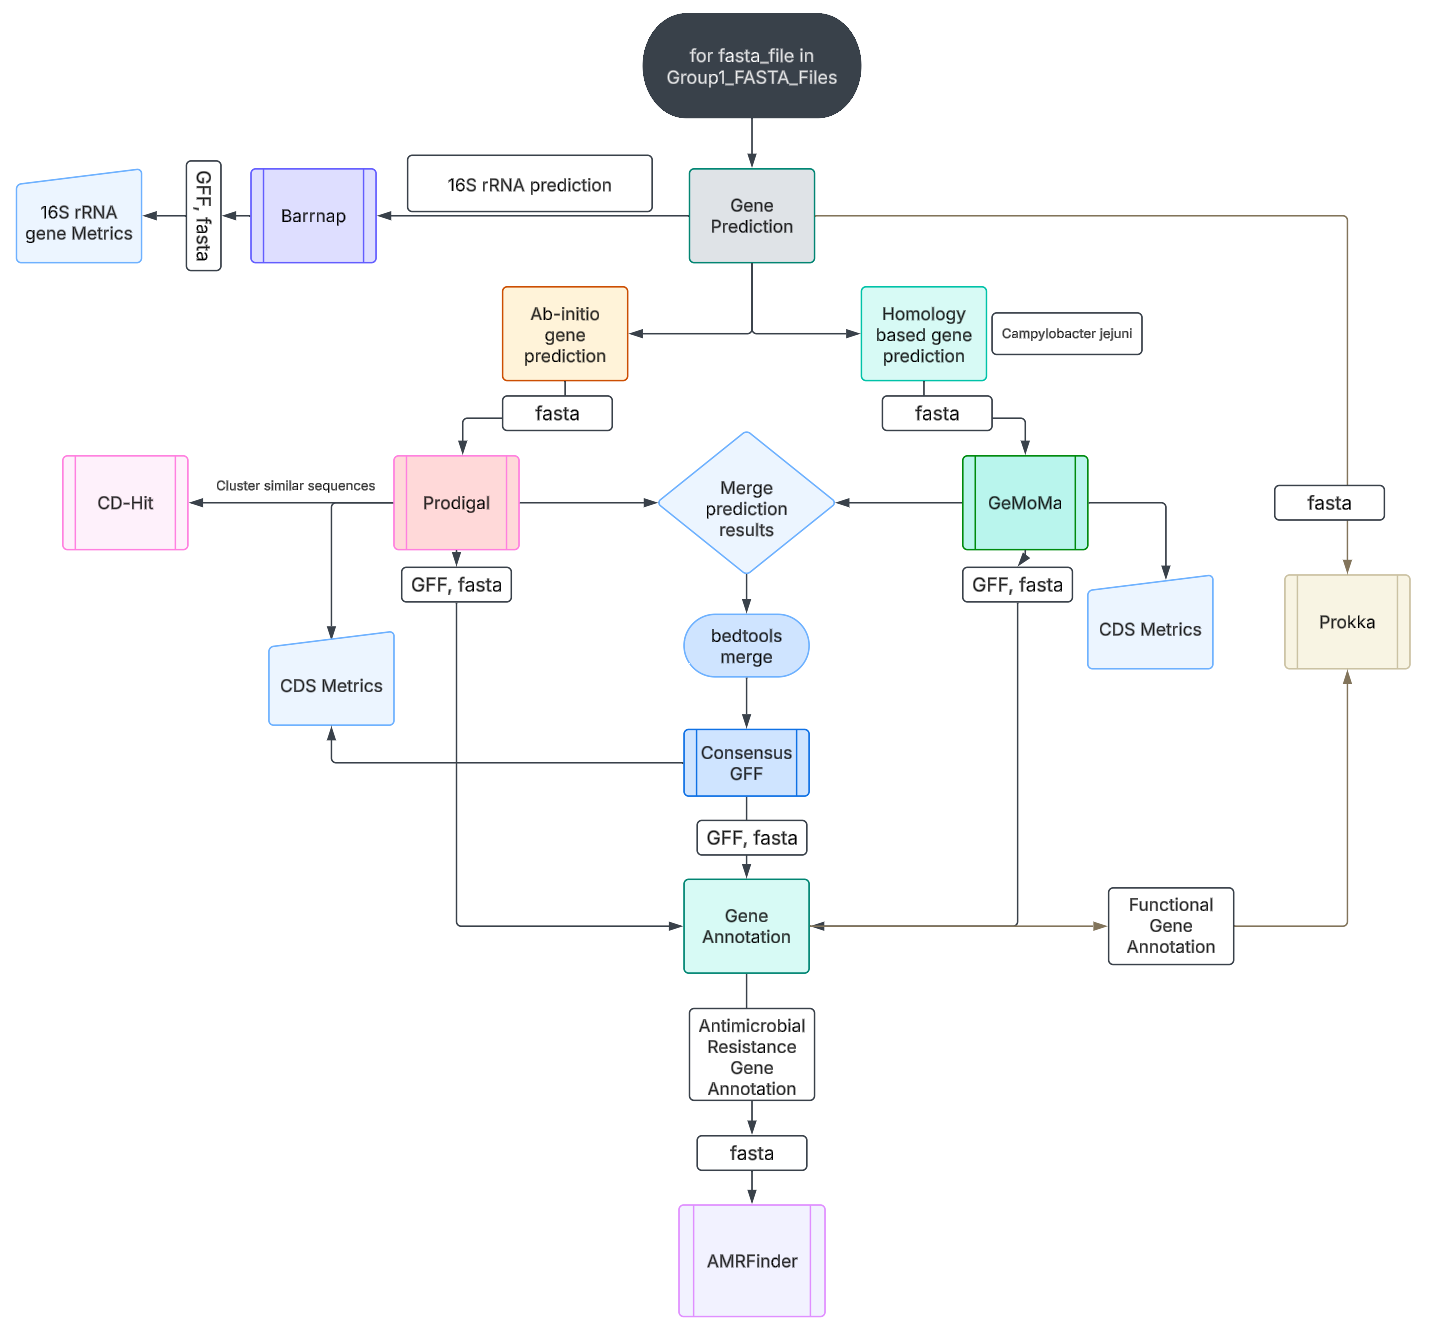 for fasta_file in
Group1_FASTA_Files
16S rRNA
gene Metrics
GFF, fasta
Barrnap
16S rRNA prediction
Gene
Prediction
Ab-initio
gene
prediction
Homology
based gene
prediction
Campylobacter jejuni
fasta
fasta
CD-Hit
Cluster similar sequences
Prodigal
Merge
prediction
results
GeMoMa
fasta
GFF, fasta
GFF, fasta
CDS Metrics
Prokka
bedtools
merge
CDS Metrics
Consensus
GFF
GFF, fasta
Gene
Annotation
Functional
Gene
Annotation
Antimicrobial
Resistance
Gene
Annotation
fasta
AMRFinder